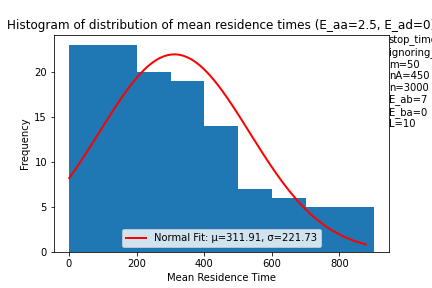 Histogram of distribution of mean residence times (E_aa=2.5, E_ad=0
stop_time
ignoring_
m=50
nA=450
n=3000
E_ab=7
E_ba=0
L=10
20
15
10
5
0
Frequency
Normal Fit: μ=311.91, σ=221.73
0 200 400 600 800
Mean Residence Time